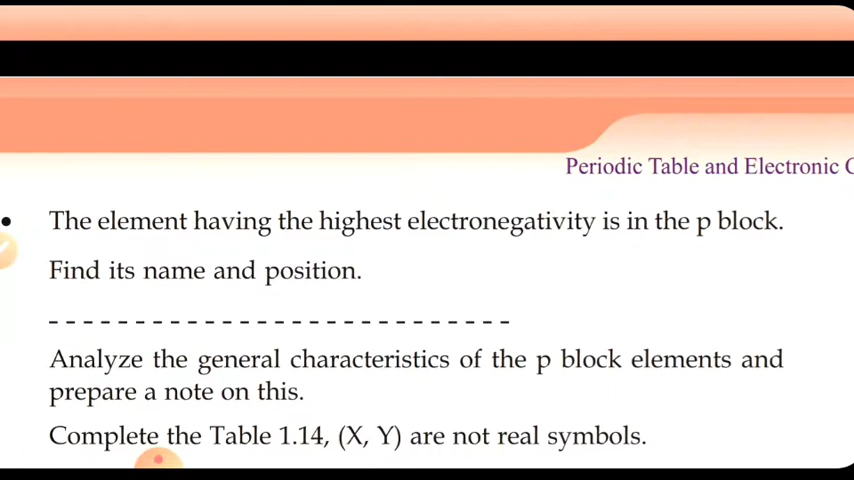 Periodic Table and Electronic
• The element having the highest electronegativity is in the p block.
Find its name and position.
- - - - - - - - - - - - - - - - - - - - - - - - - - -
Analyze the general characteristics of the p block elements and
prepare a note on this.
Complete the Table 1.14, (X, Y) are not real symbols.